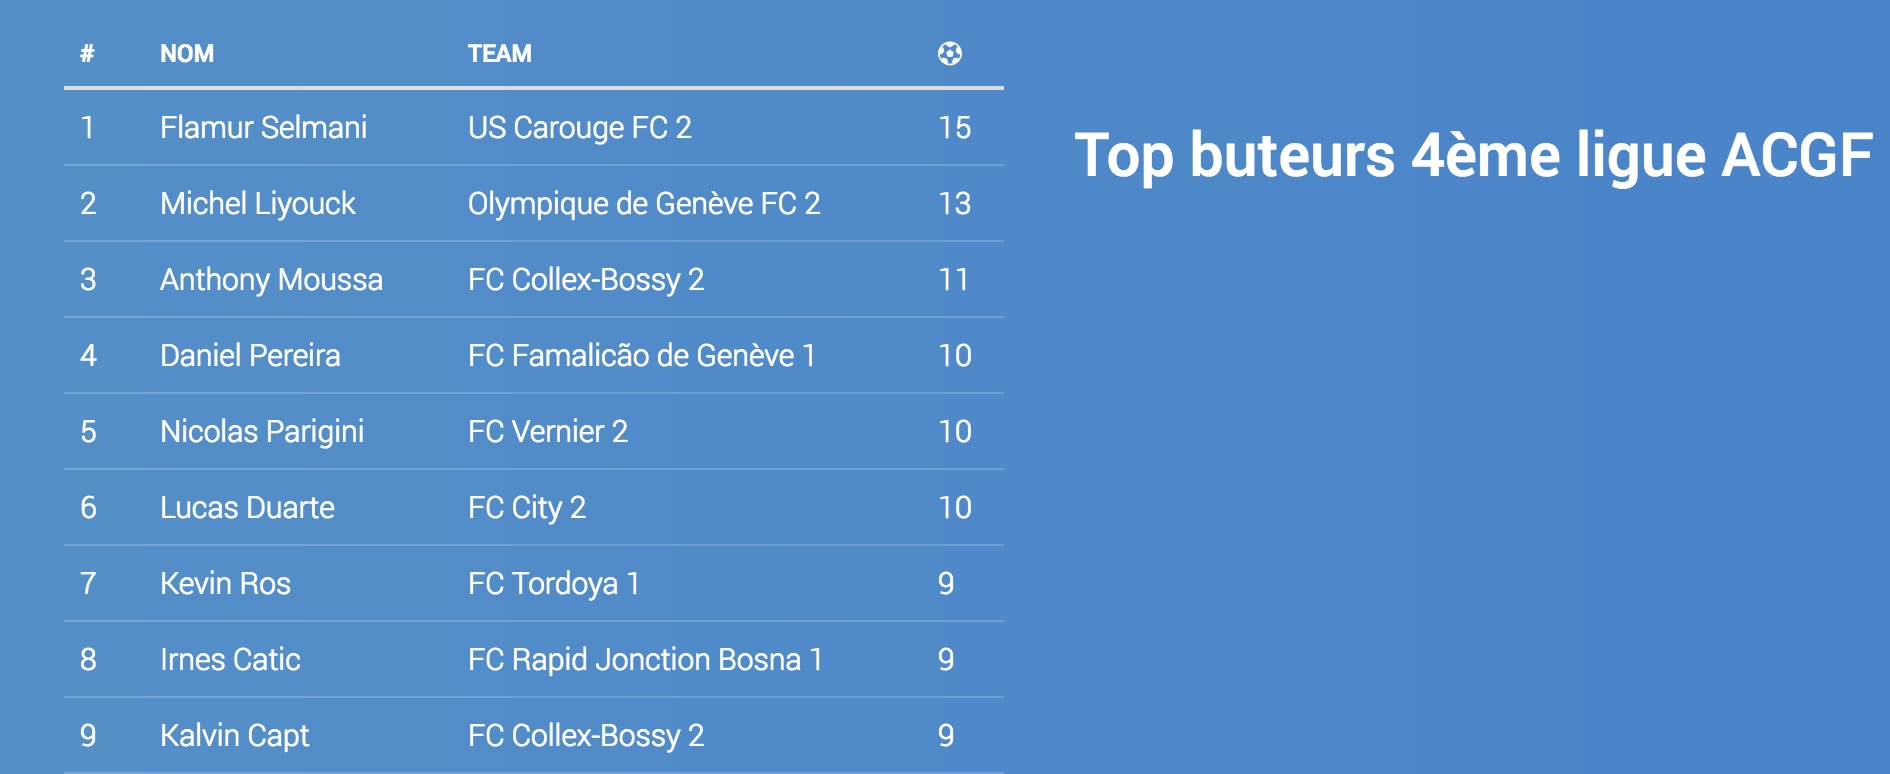 # NOM TEAM
1 Flamur Selmani US Carouge FC 2 15
2 Michel Liyouck Olympique de Genève FC 2 13
3 Anthony Moussa FC Collex-Bossy 2 11
4 Daniel Pereira FC Famalicão de Genève 1 10
5 Nicolas Parigini FC Vernier 2 10
6 Lucas Duarte FC City 2 10
7 Kevin Ros FC Tordoya 1 9
8 Irnes Catic FC Rapid Jonction Bosna 1 9
9 Kalvin Capt FC Collex-Bossy 2 9
Top buteurs 4ème ligue ACGF